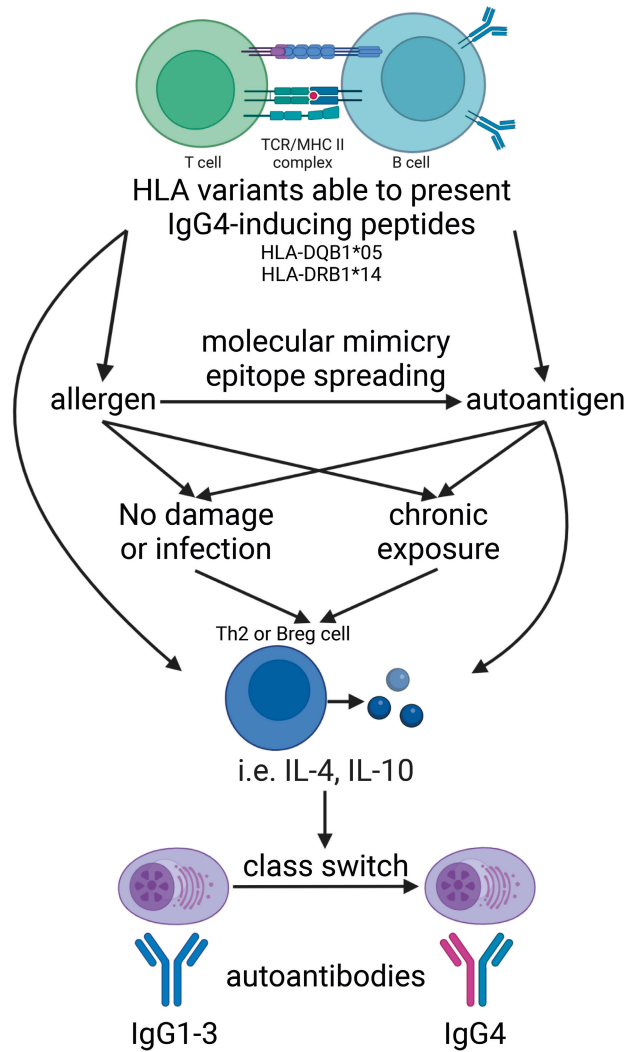 TCR/MHC II
complex
T cell
B cell
HLA variants able to present
IgG4-inducing peptides
HLA-DQB1*05
HLA-DRB1*14
molecular mimicry
epitope spreading
allergen
autoantigen
No damage
or infection
chronic
exposure
Th2 or Breg cell
i.e. IL-4, IL-10
class switch
autoantibodies
IgG1-3
IgG4